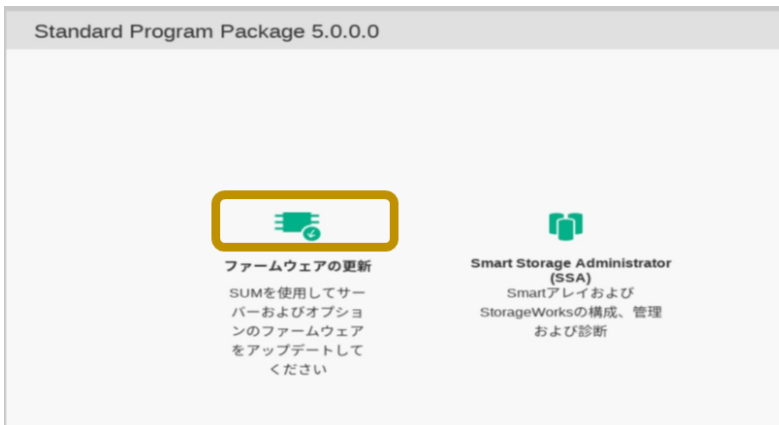 Standard Program Package 5.0.0.0
ファームウェアの更新
SUMを使用してサー
バーおよびオプショ
ンのファームウェア
をアップデートして
ください
Smart Storage Administrator
(SSA)
Smartアレイおよび
StorageWorksの構成、管理
および診断